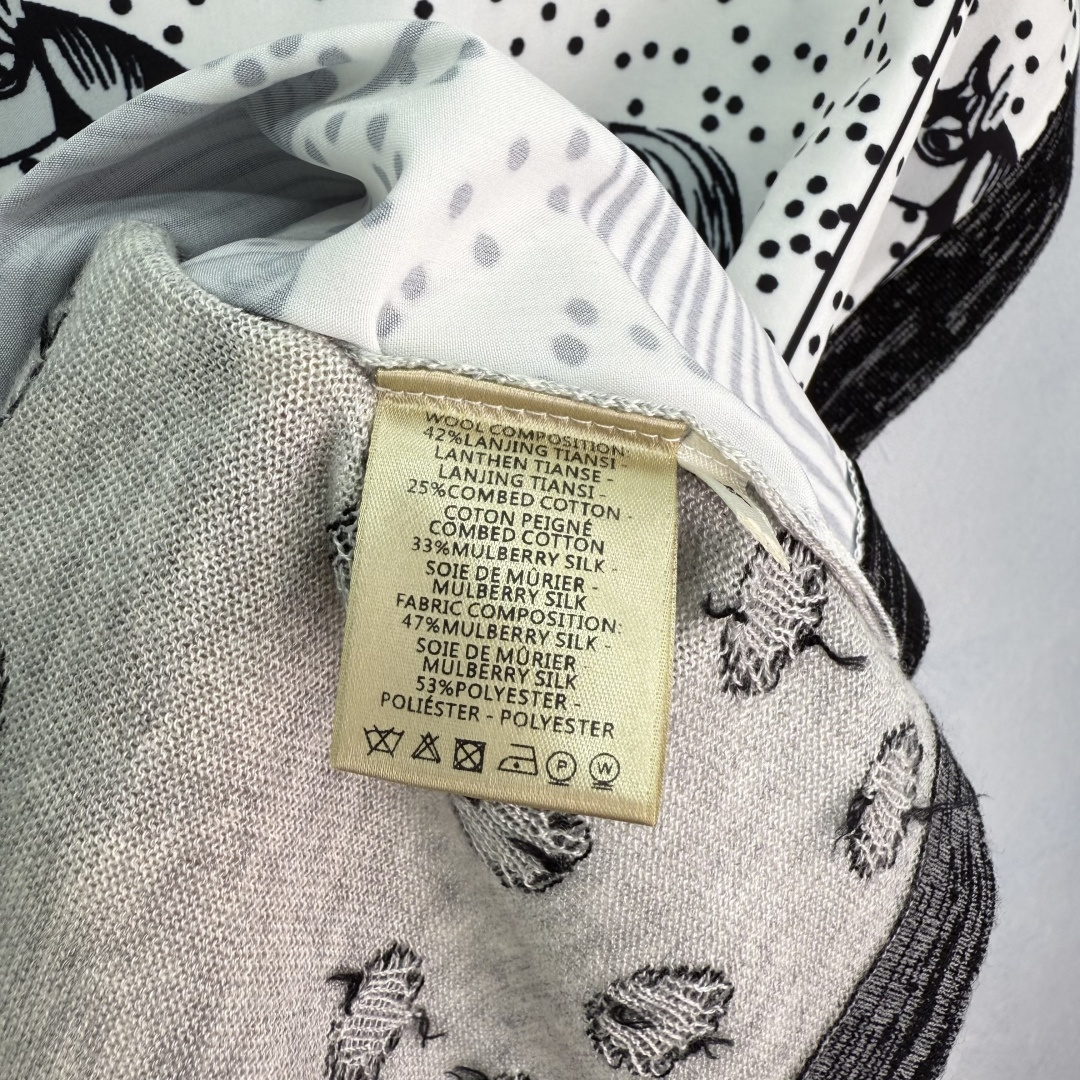 WOOL COMPOSITION:
42%LANJING TIANSI -
LANTHEN TIANSE -
LANJING TIANSI -
25%COMBED COTTON -
COTON PEIGNÉ
COMBED COTTON
33%MULBERRY SILK -
SOIE DE MÛRIER -
MULBERRY SILK
FABRIC COMPOSITION:
47%MULBERRY SILK -
SOIE DE MÛRIER
MULBERRY SILK
53%POLYESTER -
POLIÉSTER - POLYESTER
P W